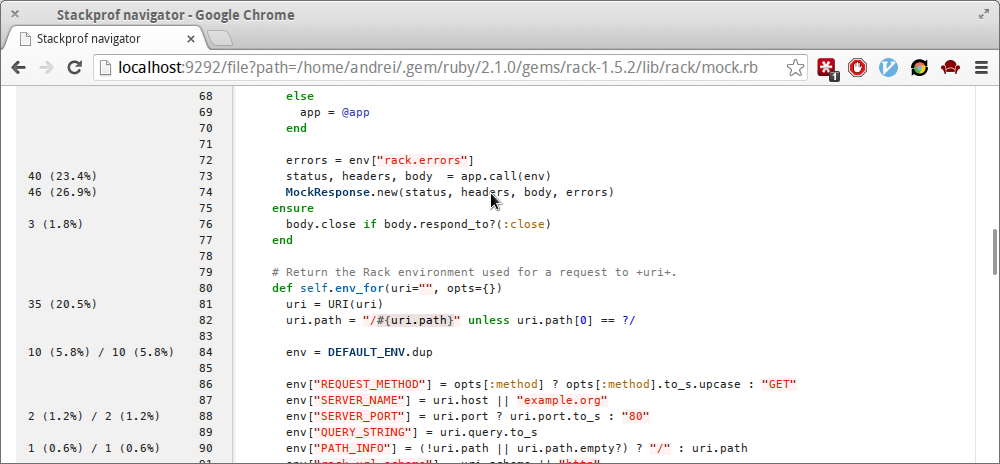 Stackprof navigator - Google Chrome
Stackprof navigator
localhost:9292/file?path=/home/andrei/.gem/ruby/2.1.0/gems/rack-1.5.2/lib/rack/mock.rb
1
68 else
69 app = @app
70 end
71
72 errors = env["rack.errors"]
40 (23.4%) 73 status, headers, body  = app.call(env)
46 (26.9%) 74 MockResponse.new(status, headers, body, errors)
75 ensure
3 (1.8%) 76 body.close if body.respond_to?(:close)
77 end
78
79 # Return the Rack environment used for a request to +uri+.
80 def self.env_for(uri="", opts={})
35 (20.5%) 81 uri = URI(uri)
82 uri.path = "/#{uri.path}" unless uri.path[0] == ?/
83
10 (5.8%) / 10 (5.8%) 84 env = DEFAULT_ENV.dup
85
86 env["REQUEST_METHOD"] = opts[:method] ? opts[:method].to_s.upcase : "GET"
87 env["SERVER_NAME"] = uri.host || "example.org"
2 (1.2%) / 2 (1.2%) 88 env["SERVER_PORT"] = uri.port ? uri.port.to_s : "80"
89 env["QUERY_STRING"] = uri.query.to_s
1 (0.6%) / 1 (0.6%) 90 env["PATH_INFO"] = (!uri.path || uri.path.empty?) ? "/" : uri.path